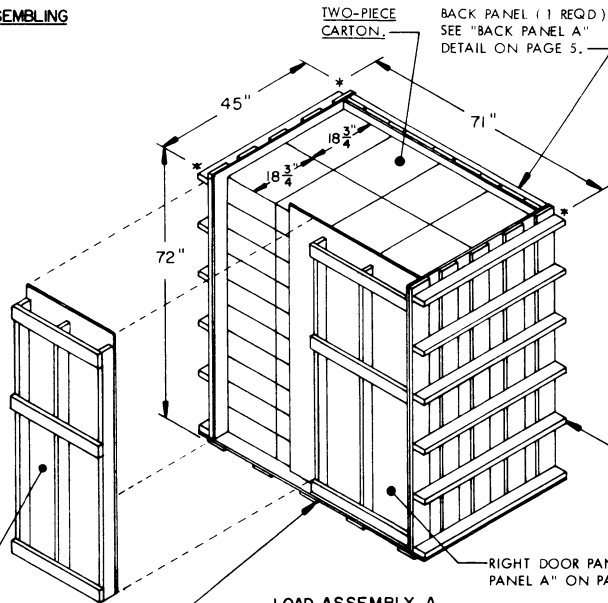 SEMBLING
TWO-PIECE
CARTON.
BACK PANEL ( 1 REQD )
SEE "BACK PANEL A"
DETAIL ON PAGE 5.
45"
*
71"
18 3/4"
18 3/4"
*
*
72"
RIGHT DOOR PAN
PANEL A" ON PA
LOAD ASSEMBLY A